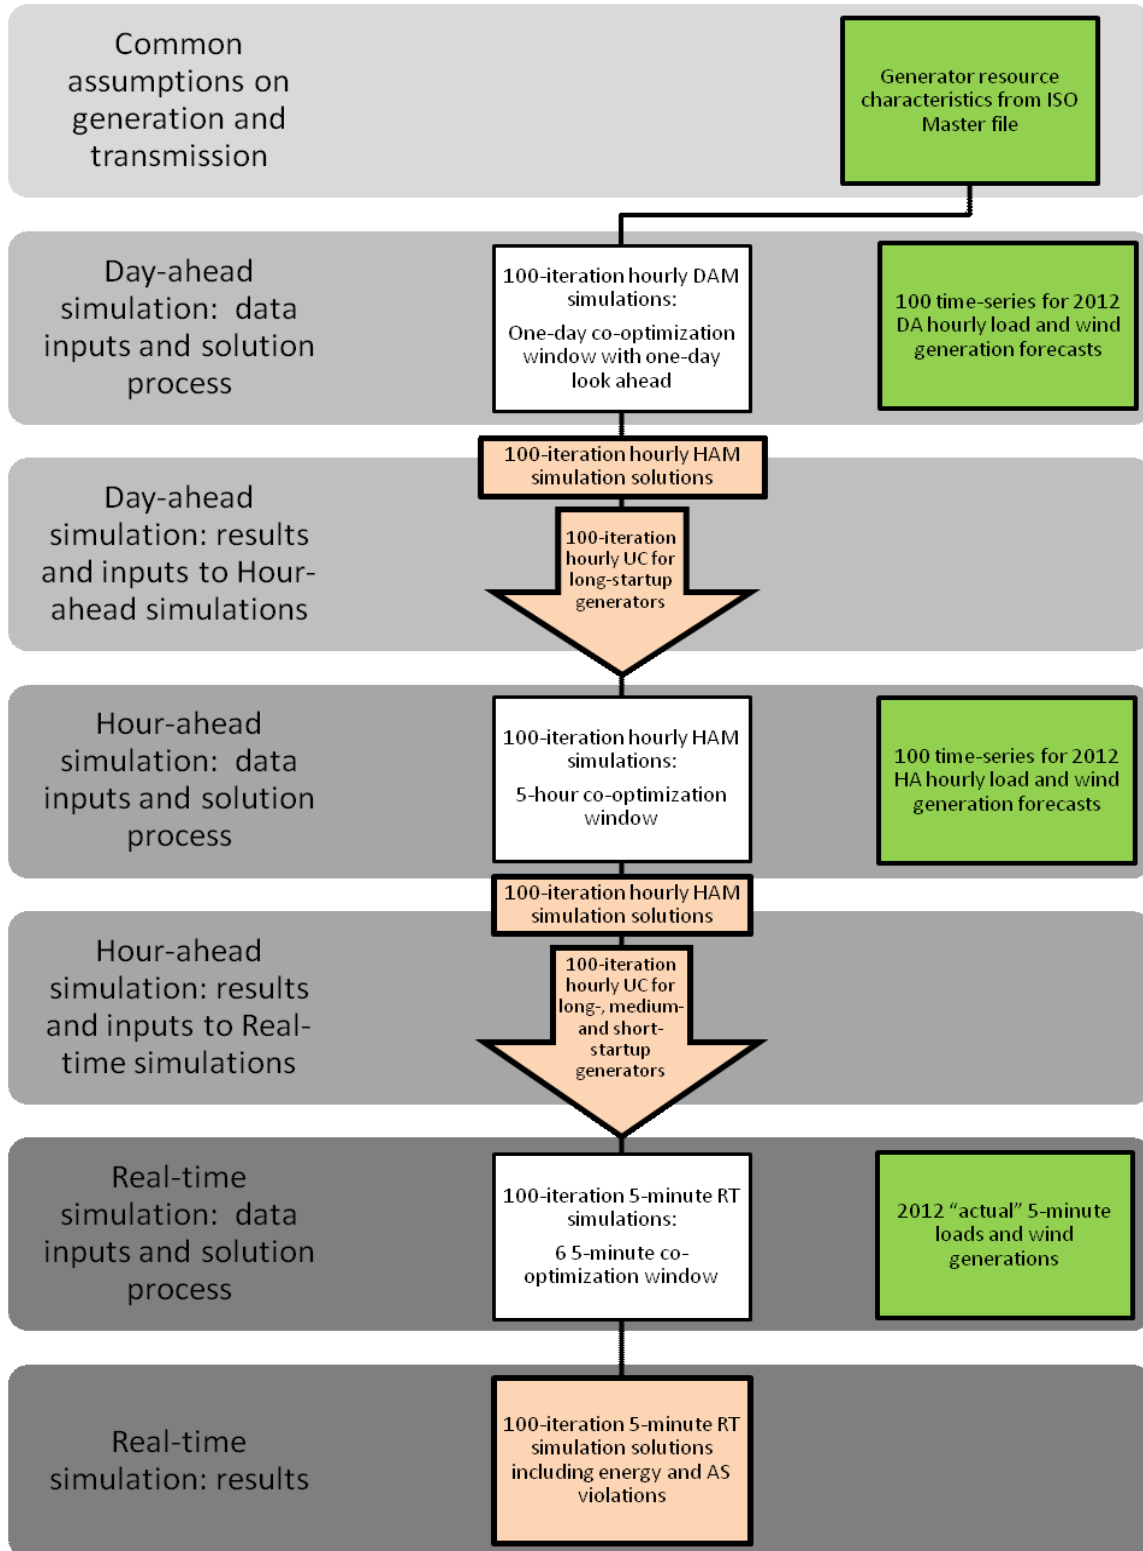 Common
assumptions on
generation and
transmission
Generator resource
characteristics from ISO
Master file
Day-ahead
simulation:  data
inputs and solution
process
100-iteration hourly DAM
simulations:
One-day co-optimization
window with one-day
look ahead
100 time-series for 2012
DA hourly load and wind
generation forecasts
100-iteration hourly HAM
simulation solutions
Day-ahead
simulation: results
and inputs to Hour-
ahead simulations
100-iteration
hourly UC for
long-startup
generators
Hour-ahead
simulation:  data
inputs and solution
process
100-iteration hourly HAM
simulations:
5-hour co-optimization
window
100 time-series for 2012
HA hourly load and wind
generation forecasts
100-iteration hourly HAM
simulation solutions
Hour-ahead
simulation: results
and inputs to Real-
time simulations
100-iteration
hourly UC for
long-, medium-
and short-
startup
generators
Real-time
simulation:  data
inputs and solution
process
100-iteration 5-minute RT
simulations:
6 5-minute co-
optimization window
2012 “actual” 5-minute
loads and wind
generations
Real-time
simulation: results
100-iteration 5-minute RT
simulation solutions
including energy and AS
violations